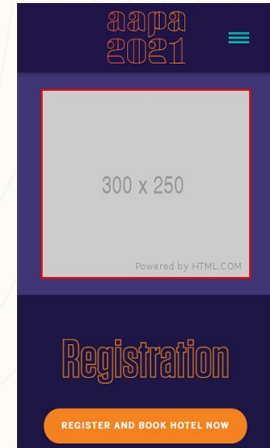 aapa
2021
300 x 250
Powered by HTML.COM
Registration
REGISTER AND BOOK HOTEL NOW